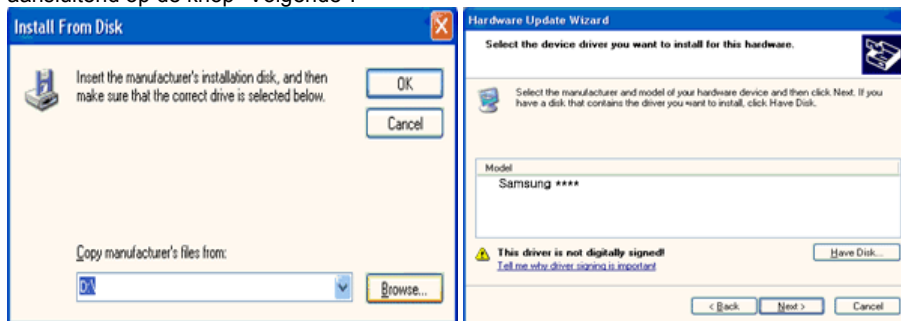 aansluitend op de knop "Volgende".
Install From Disk
Insert the manufacturer's installation disk, and then
make sure that the correct drive is selected below.
OK
Cancel
Copy manufacturer's files from:
D:\
Browse...
Hardware Update Wizard
Select the device driver you want to install for this hardware.
Select the manufacturer and model of your hardware device and then click Next. If you
have a disk that contains the driver you want to install, click Have Disk.
Model
Samsung ****
This driver is not digitally signed!
Tell me why driver signing is important
Have Disk...
< Back
Next >
Cancel